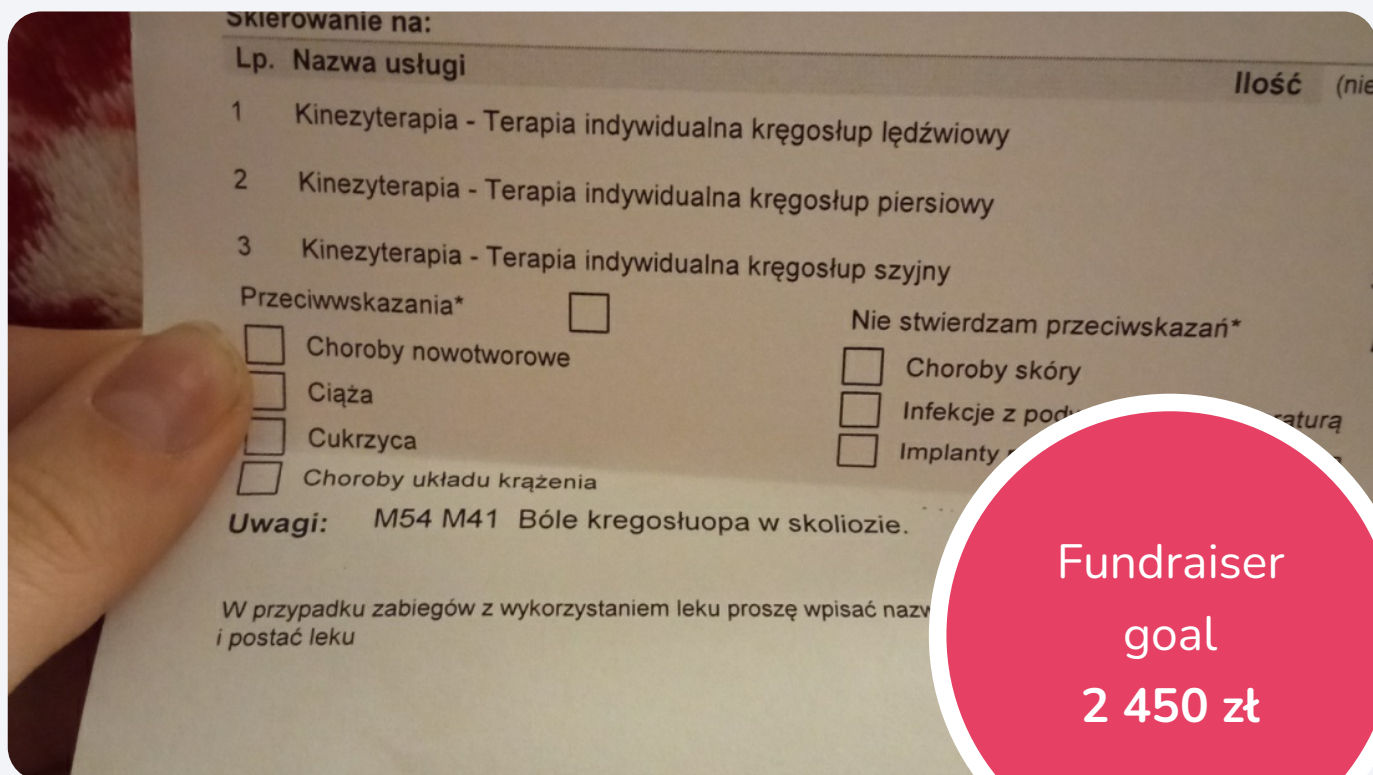 Skierowanie na:
Lp. Nazwa usługi Ilość (nie
1 Kinezyterapia - Terapia indywidualna kręgosłup lędźwiowy
2 Kinezyterapia - Terapia indywidualna kręgosłup piersiowy
3 Kinezyterapia - Terapia indywidualna kręgosłup szyjny
Przeciwwskazania*
Choroby nowotworowe
Ciąża
Cukrzyca
Choroby układu krążenia
Nie stwierdzam przeciwskazań*
Choroby skóry
Infekcje z
Implanty
Uwagi: M54 M41 Bóle kregosłuopa w skoliozie.
W przypadku zabiegów z wykorzystaniem leku proszę wpisać
i postać leku
Fundraiser
goal
2 450 zł